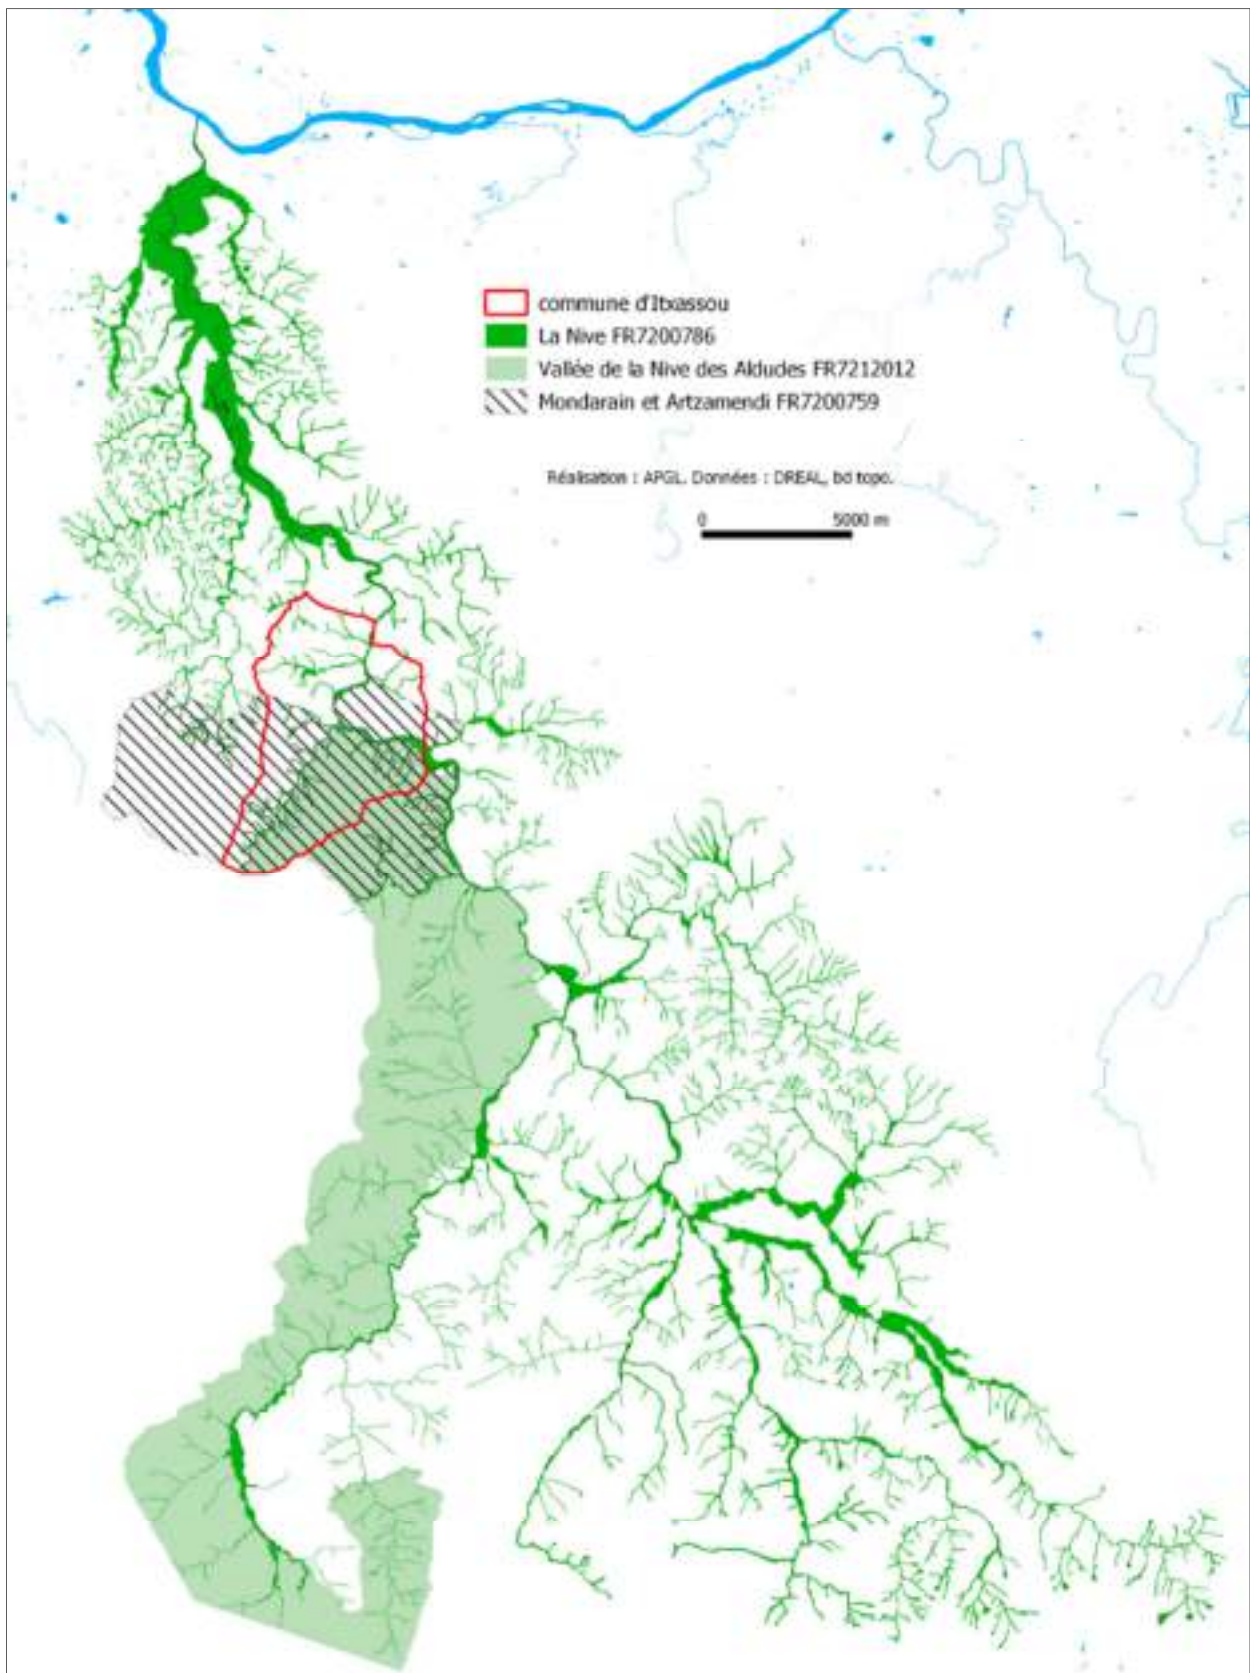 commune d'Itxassou
La Nive FR7200786
Vallée de la Nive des Aldudes FR7212012
Mondarain et Artzamendi FR7200759
Réalisation : APGL. Données : DREAL, bd topo.
0 5000 m